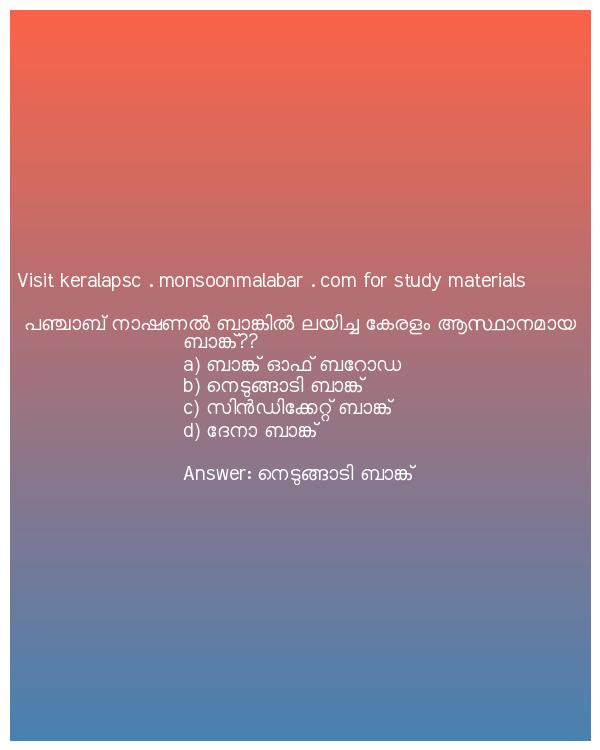 Visit keralapsc . monsoonmalabar . com for study materials
പഞ്ചാബ് നാഷണൽ ബാങ്കിൽ ലയിച്ച കേരളം ആസ്ഥാനമായ
ബാങ്ക്??
a) ബാങ്ക് ഓഫ് ബറോഡ
b) നെടുങ്ങാടി ബാങ്ക്
c) സിൻഡിക്കേറ്റ് ബാങ്ക്
d) ദേനാ ബാങ്ക്
Answer: നെടുങ്ങാടി ബാങ്ക്